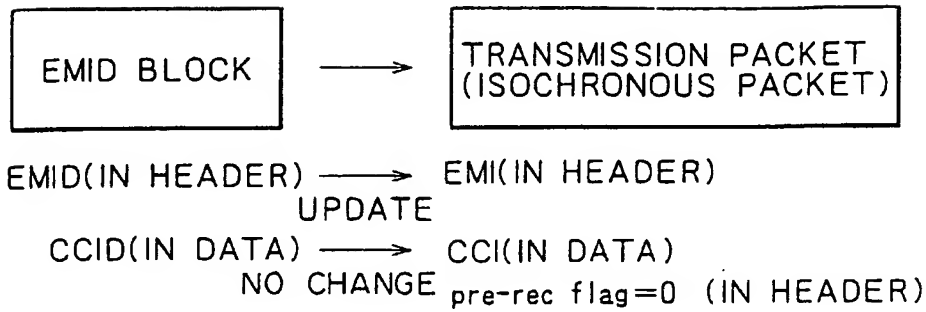 EMID BLOCK
TRANSMISSION PACKET
(ISOCHRONOUS PACKET)
EMID(IN HEADER) → EMI(IN HEADER)
UPDATE
CCID(IN DATA) → CCI(IN DATA)
NO CHANGE pre-rec flag=0 (IN HEADER)